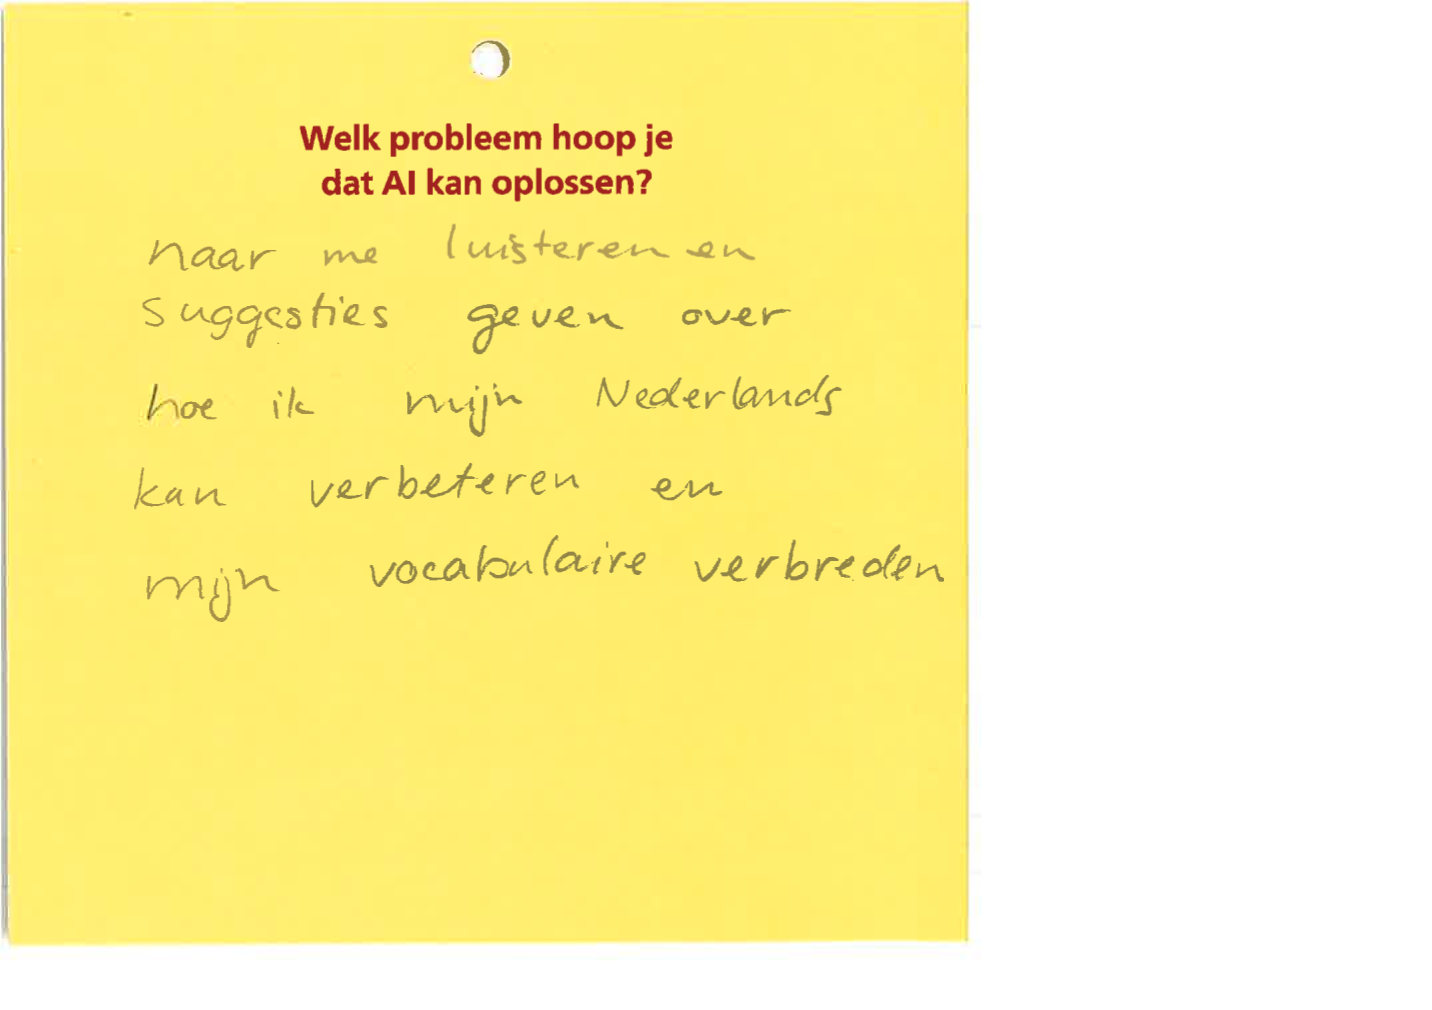 Welk probleem hoop je
dat AI kan oplossen?
naar me luisteren en
suggesties geven over
hoe ik mijn Nederlands
kan verbeteren en
mijn vocabulaire verbreden